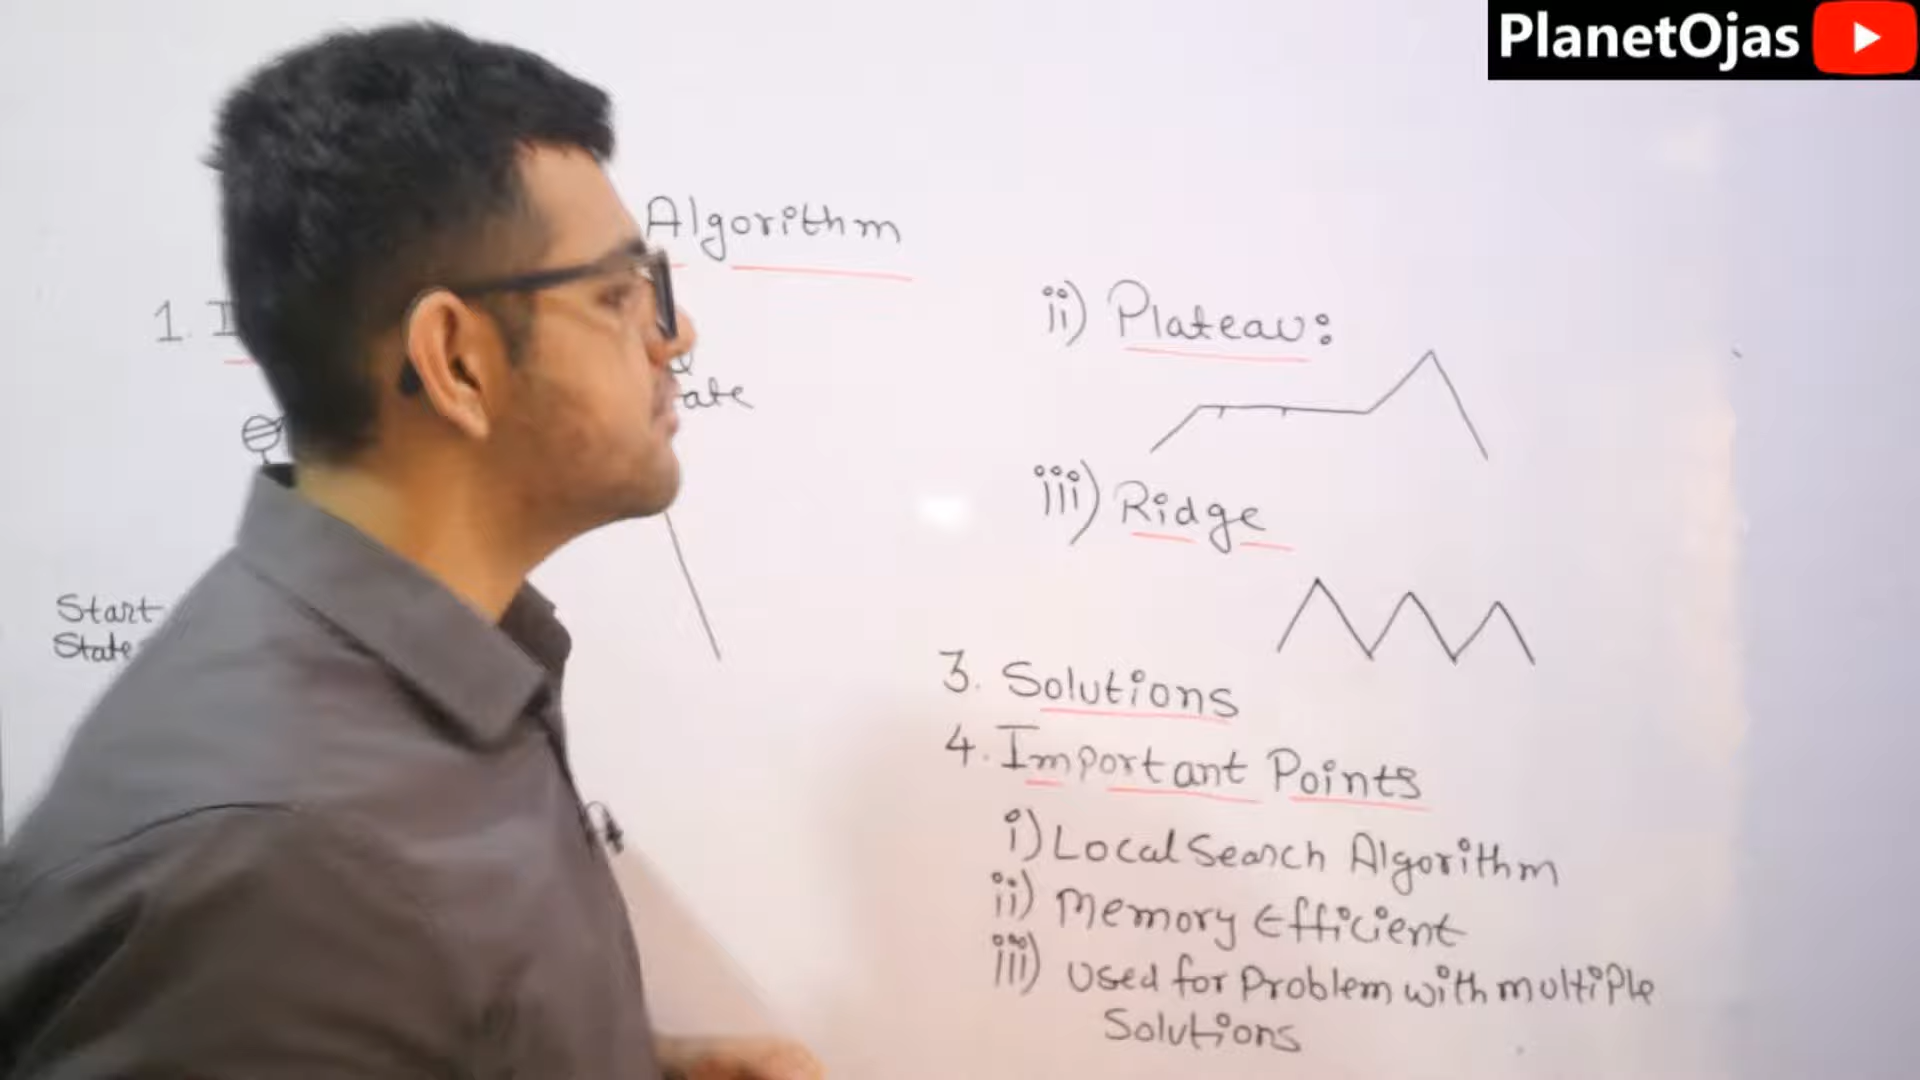 PlanetOjas
Algorithm
1.
ate
Start
State
ii) Plateau:
iii) Ridge
3. Solutions
4. Important Points
i) Local Search Algorithm
ii) Memory Efficient
iii) Used for Problem with multiple
Solutions